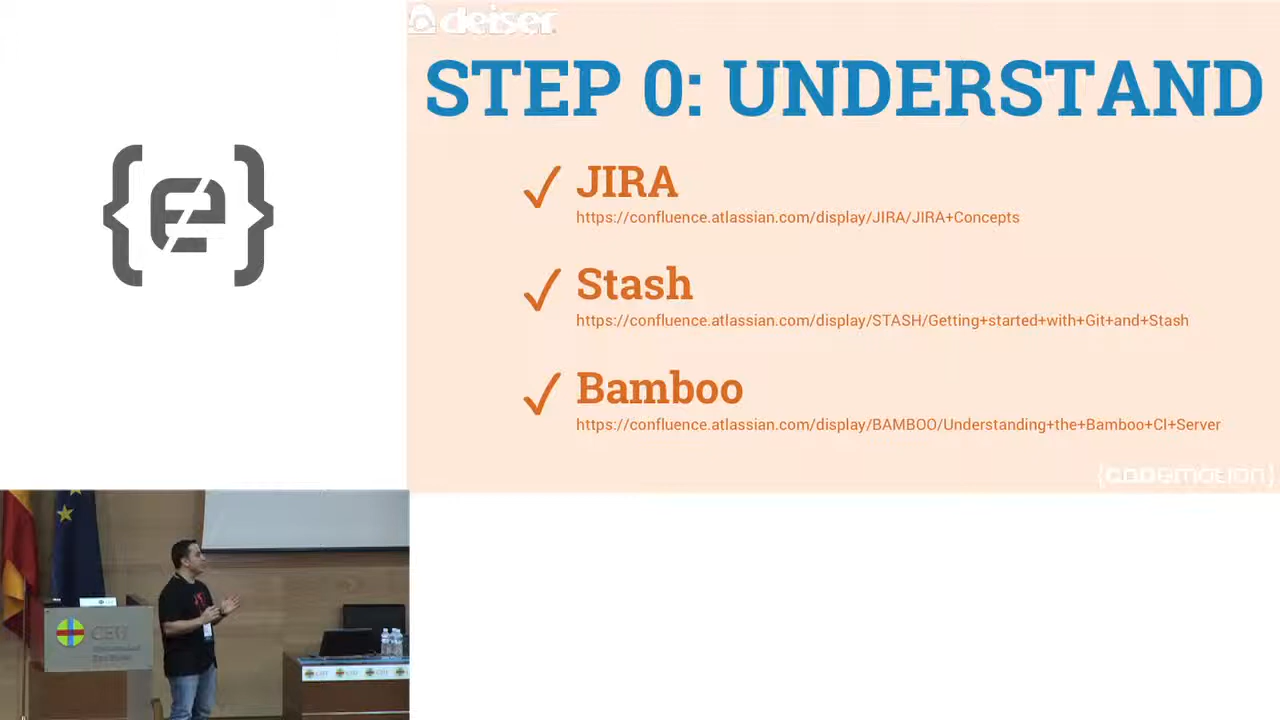 deiser
STEP 0: UNDERSTAND
✓ JIRA
https://confluence.atlassian.com/display/JIRA/JIRA+Concepts
✓ Stash
https://confluence.atlassian.com/display/STASH/Getting+started+with+Git+and+Stash
✓ Bamboo
https://confluence.atlassian.com/display/BAMBOO/Understanding+the+Bamboo+CI+Server
{CODEMOTION}
{e}
CEU